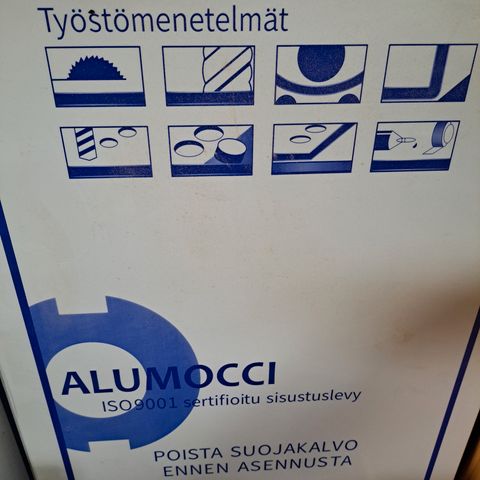 Työstömenetelmät
ALUMOCCI
ISO9001 sertifioitu sisustuslevy
POISTA SUOJAKALVO
ENNEN ASENNUSTA